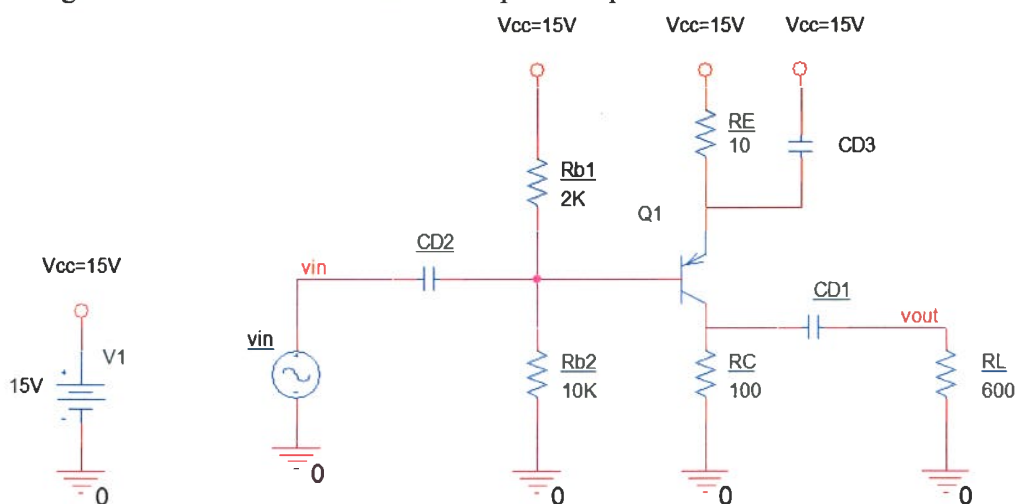 Vcc=15V
Vcc=15V
Vcc=15V
RE
10
CD3
Rb1
2K
Q1
CD2
vin
Vcc=15V
CD1
vout
V1
15V
vin
Rb2
10K
RC
100
RL
600
0
0
0
0
0